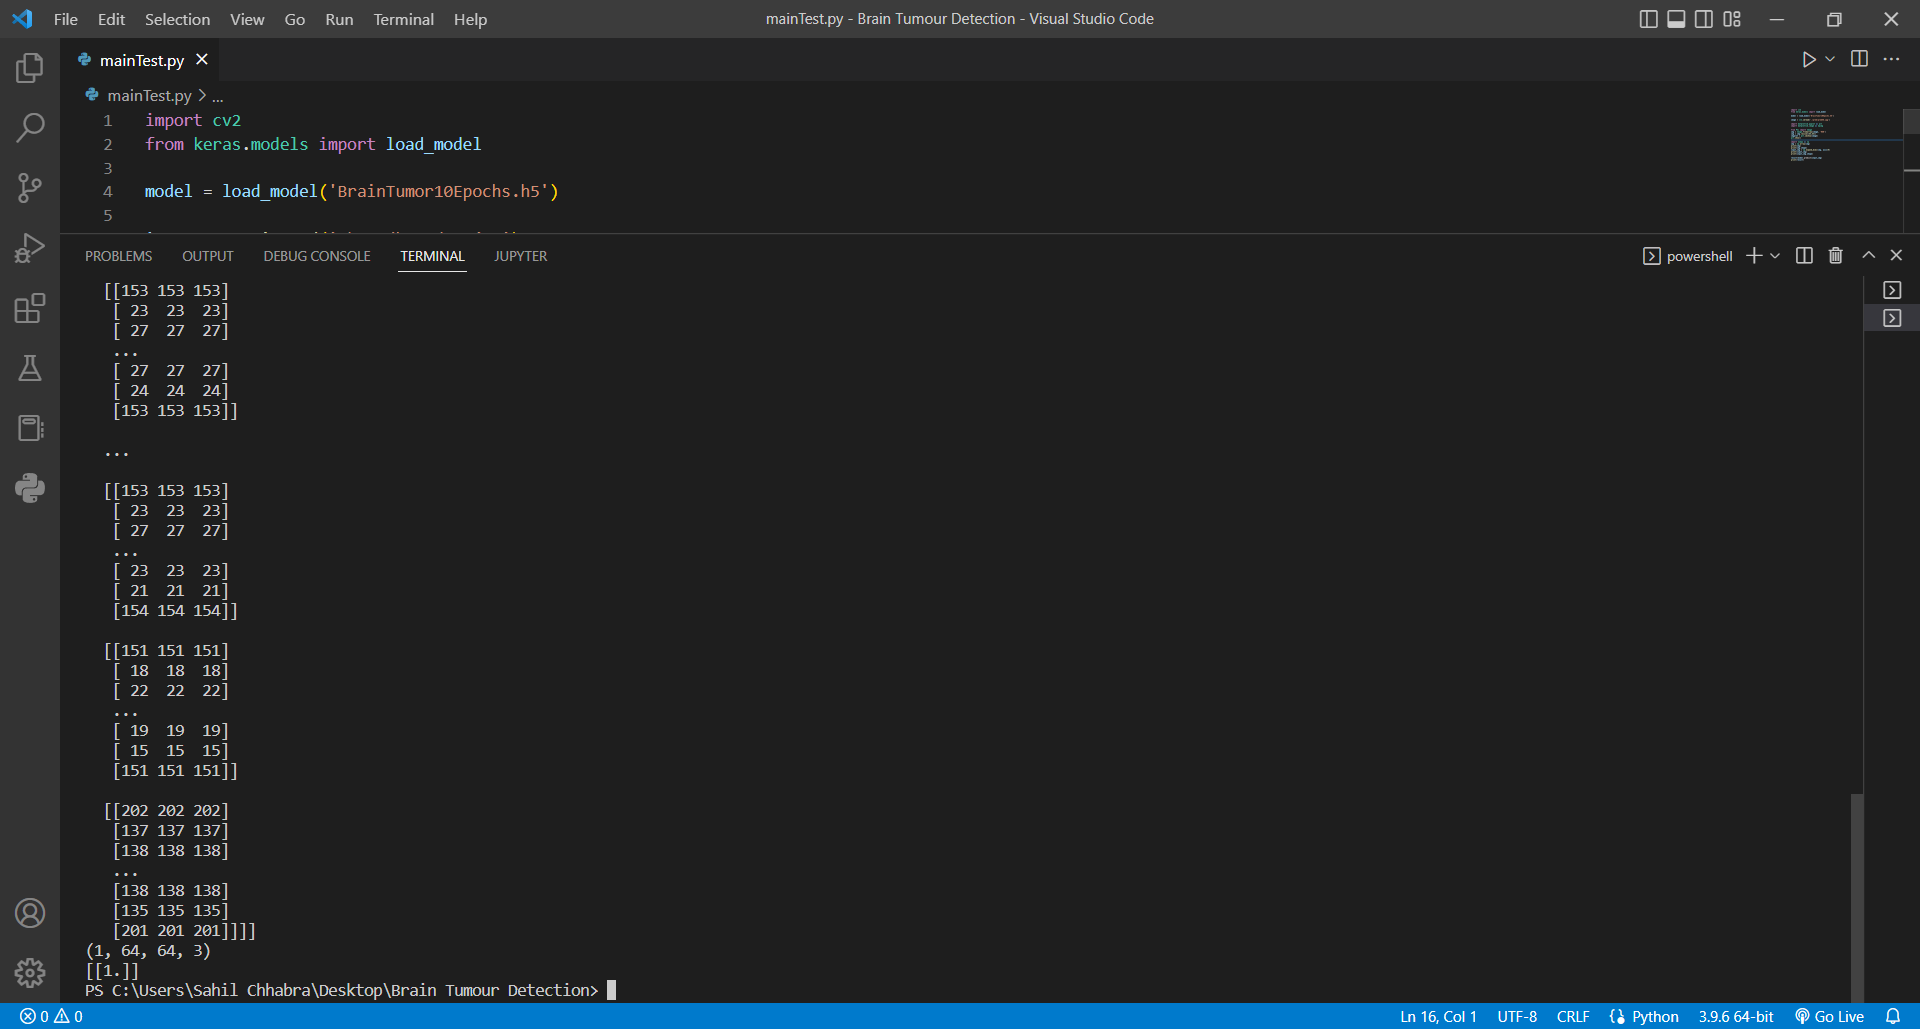 File Edit Selection View Go Run Terminal Help
mainTest.py - Brain Tumour Detection - Visual Studio Code
mainTest.py
mainTest.py > ...
1 import cv2
2 from keras.models import load_model
3
4 model = load_model('BrainTumor10Epochs.h5')
5
PROBLEMS OUTPUT DEBUG CONSOLE TERMINAL JUPYTER
powershell
[[153 153 153]
[ 23  23  23]
[ 27  27  27]
...
[ 27  27  27]
[ 24  24  24]
[153 153 153]]
...
[[153 153 153]
[ 23  23  23]
[ 27  27  27]
...
[ 23  23  23]
[ 21  21  21]
[154 154 154]]
[[151 151 151]
[ 18  18  18]
[ 22  22  22]
...
[ 19  19  19]
[ 15  15  15]
[151 151 151]]
[[202 202 202]
[137 137 137]
[138 138 138]
...
[138 138 138]
[135 135 135]
[201 201 201]]]]
(1, 64, 64, 3)
[[1.]]
PS C:\Users\Sahil Chhabra\Desktop\Brain Tumour Detection>
0 0 Ln 16, Col 1 UTF-8 CRLF Python 3.9.6 64-bit Go Live